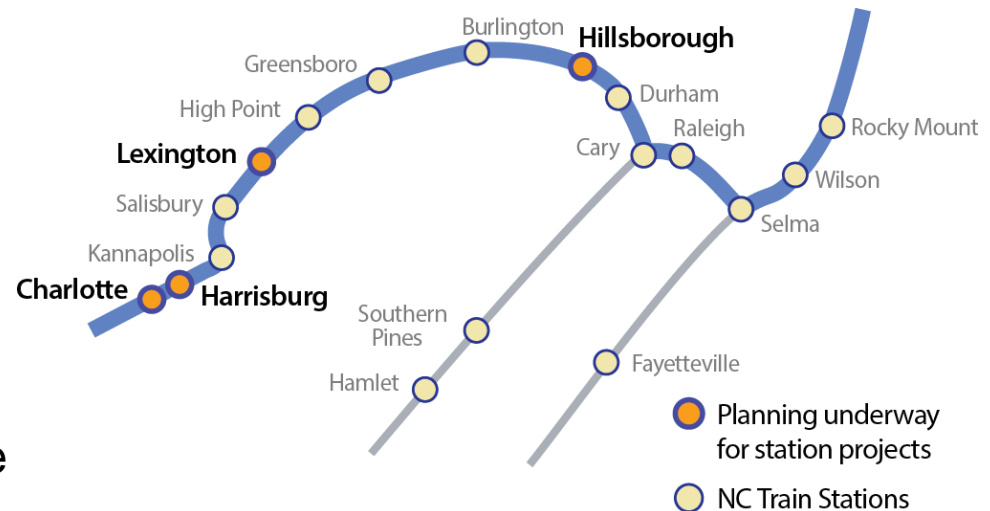 Burlington
Hillsborough
Greensboro
Durham
High Point
Raleigh
Rocky Mount
Cary
Lexington
Wilson
Salisbury
Selma
Kannapolis
Charlotte
Harrisburg
Southern
Pines
Fayetteville
Hamlet
Planning underway
for station projects
e
NC Train Stations